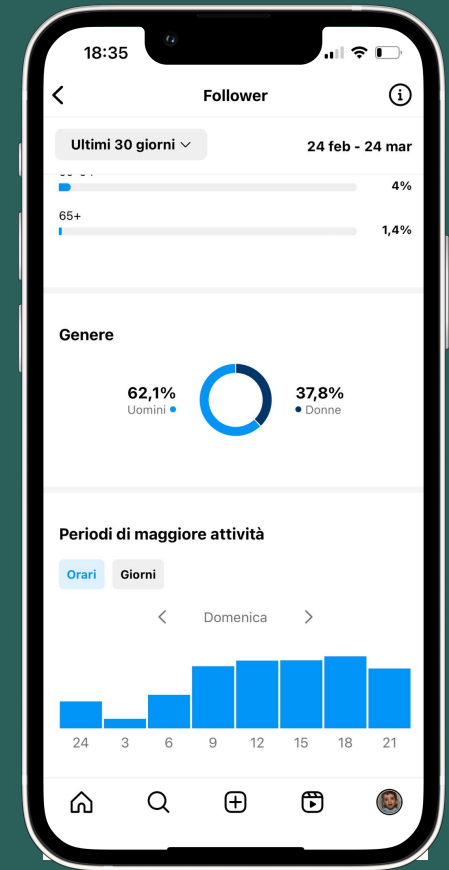 18:35
Follower
Ultimi 30 giorni
24 feb - 24 mar
4%
65+
1,4%
Genere
62,1%
Uomini
37,8%
Donne
Periodi di maggiore attività
Orari Giorni
Domenica
24 3 6 9 12 15 18 21